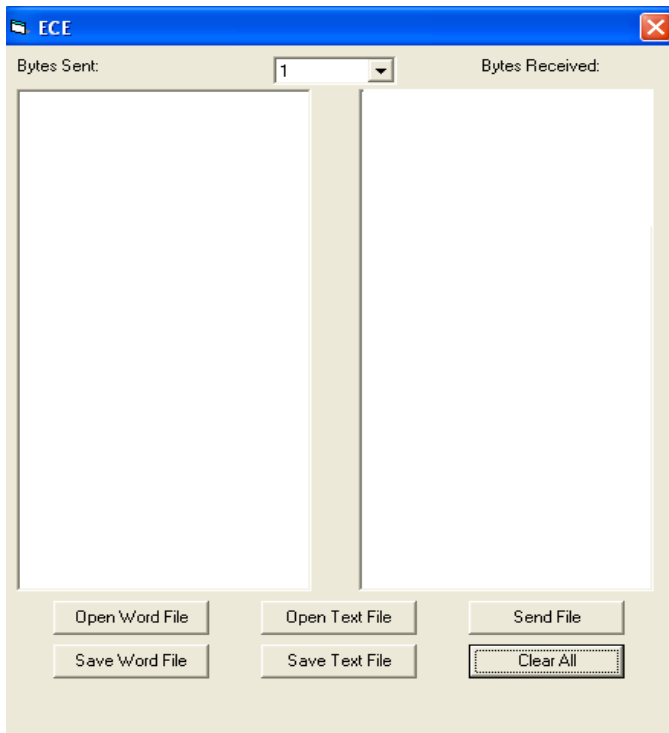 ECE
Bytes Sent: 1 Bytes Received:
Open Word File Open Text File Send File
Save Word File Save Text File Clear All